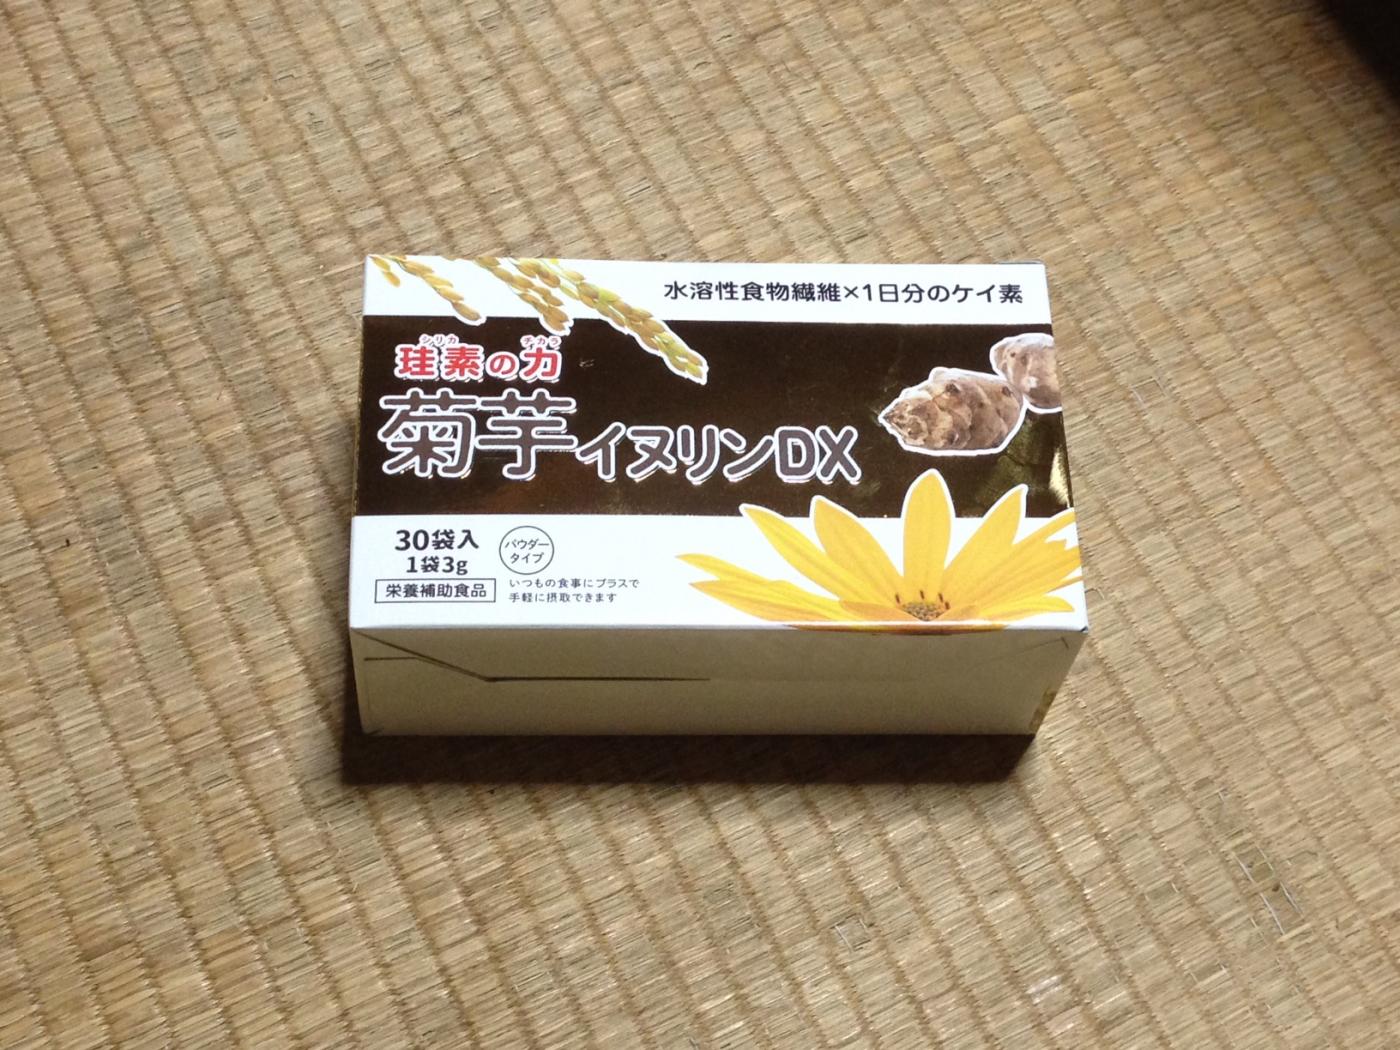 水溶性食物繊維×1日分のケイ素
シリカ チカラ
珪素の力
菊芋イヌリンDX
30袋入
1袋3g
栄養補助食品
パウダー
タイプ
いつもの食事にプラスで
手軽に摂取できます